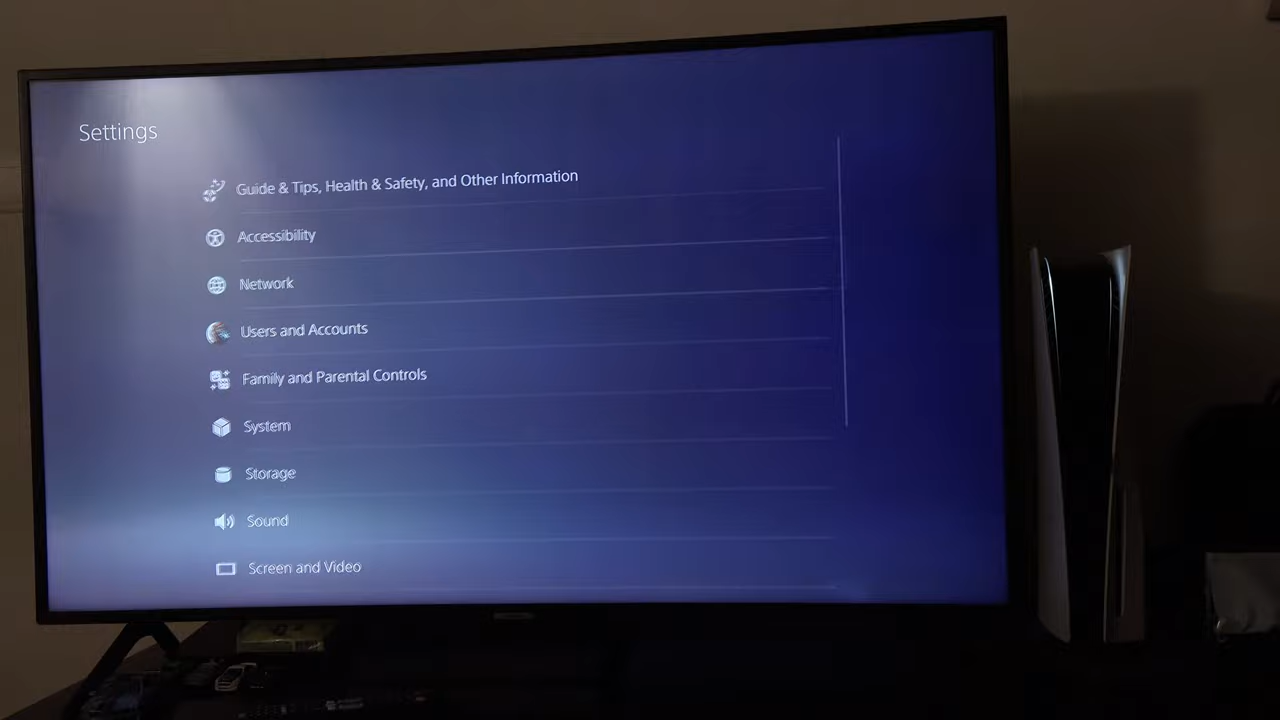 Settings
Guide & Tips, Health & Safety, and Other Information
Accessibility
Network
Users and Accounts
Family and Parental Controls
System
Storage
Sound
Screen and Video